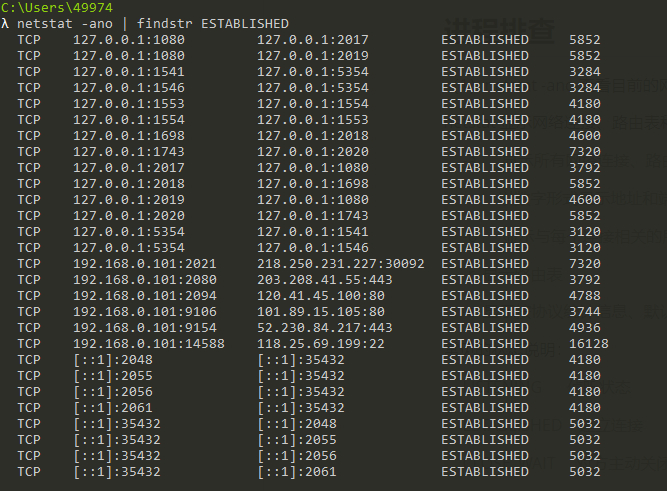 C:\Users\49974
λ netstat -ano | findstr ESTABLISHED
TCP 127.0.0.1:1080 127.0.0.1:2017 ESTABLISHED 5852
TCP 127.0.0.1:1080 127.0.0.1:2019 ESTABLISHED 5852
TCP 127.0.0.1:1541 127.0.0.1:5354 ESTABLISHED 3284
TCP 127.0.0.1:1546 127.0.0.1:5354 ESTABLISHED 3284
TCP 127.0.0.1:1553 127.0.0.1:1554 ESTABLISHED 4180
TCP 127.0.0.1:1554 127.0.0.1:1553 ESTABLISHED 4180
TCP 127.0.0.1:1698 127.0.0.1:2018 ESTABLISHED 4600
TCP 127.0.0.1:1743 127.0.0.1:2020 ESTABLISHED 7320
TCP 127.0.0.1:2017 127.0.0.1:1080 ESTABLISHED 3792
TCP 127.0.0.1:2018 127.0.0.1:1698 ESTABLISHED 5852
TCP 127.0.0.1:2019 127.0.0.1:1080 ESTABLISHED 4600
TCP 127.0.0.1:2020 127.0.0.1:1743 ESTABLISHED 5852
TCP 127.0.0.1:5354 127.0.0.1:1541 ESTABLISHED 3120
TCP 127.0.0.1:5354 127.0.0.1:1546 ESTABLISHED 3120
TCP 192.168.0.101:2021 218.250.231.227:30092 ESTABLISHED 7320
TCP 192.168.0.101:2080 203.208.41.55:443 ESTABLISHED 3792
TCP 192.168.0.101:2094 120.41.45.100:80 ESTABLISHED 4788
TCP 192.168.0.101:9106 101.89.15.105:80 ESTABLISHED 3744
TCP 192.168.0.101:9154 52.230.84.217:443 ESTABLISHED 4936
TCP 192.168.0.101:14588 118.25.69.199:22 ESTABLISHED 16128
TCP [::1]:2048 [::1]:35432 ESTABLISHED 4180
TCP [::1]:2055 [::1]:35432 ESTABLISHED 4180
TCP [::1]:2056 [::1]:35432 ESTABLISHED 4180
TCP [::1]:2061 [::1]:35432 ESTABLISHED 4180
TCP [::1]:35432 [::1]:2048 ESTABLISHED 5032
TCP [::1]:35432 [::1]:2055 ESTABLISHED 5032
TCP [::1]:35432 [::1]:2056 ESTABLISHED 5032
TCP [::1]:35432 [::1]:2061 ESTABLISHED 5032
进程排查